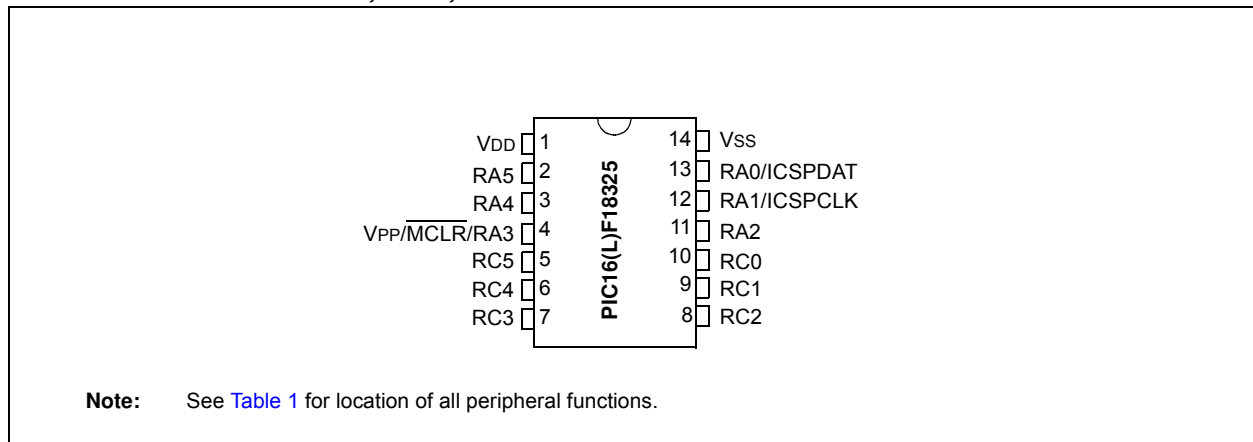 VDD 1 14 VSS
RA5 2 13 RA0/ICSPDAT
RA4 3 12 RA1/ICSPCLK
VPP/MCLR/RA3 4 11 RA2
RC5 5 10 RC0
RC4 6 9 RC1
RC3 7 8 RC2
PIC16(L)F18325
Note: See Table 1 for location of all peripheral functions.